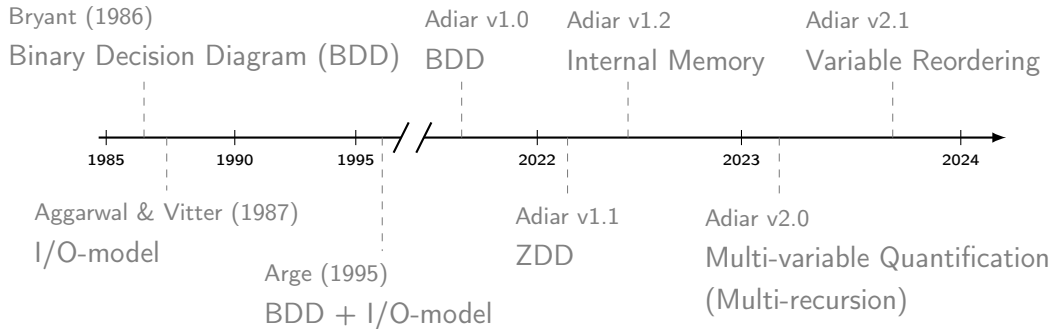 Bryant (1986)
Binary Decision Diagram (BDD)
Adiar v1.0
BDD
Adiar v1.2
Internal Memory
Adiar v2.1
Variable Reordering
1985
1990
1995
2022
2023
2024
Aggarwal & Vitter (1987)
I/O-model
Arge (1995)
BDD + I/O-model
Adiar v1.1
ZDD
Adiar v2.0
Multi-variable Quantification
(Multi-recursion)